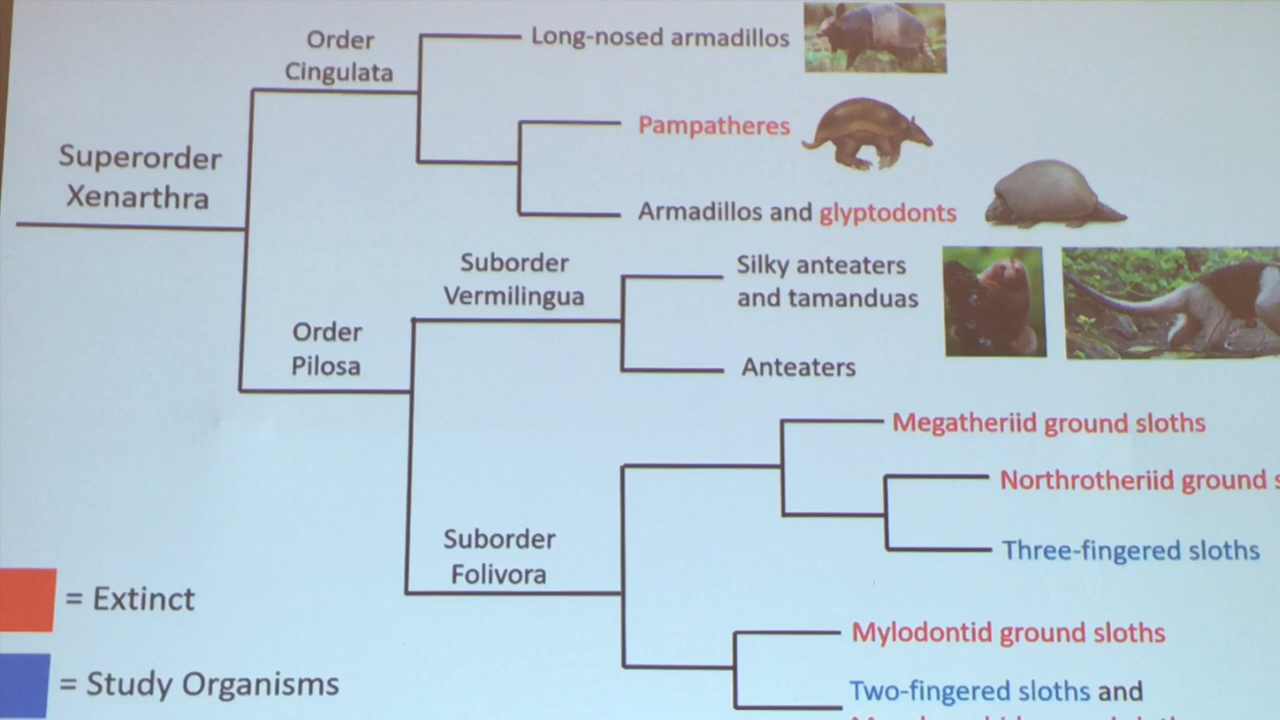 Order
Cingulata
Long-nosed armadillos
Superorder
Xenarthra
Pampatheres
Armadillos and glyptodonts
Suborder
Vermilingua
Silky anteaters
and tamanduas
Order
Pilosa
Anteaters
Megatheriid ground sloths
Northrotheriid ground
Three-fingered sloths
Suborder
Folivora
= Extinct
Mylodontid ground sloths
= Study Organisms
Two-fingered sloths and